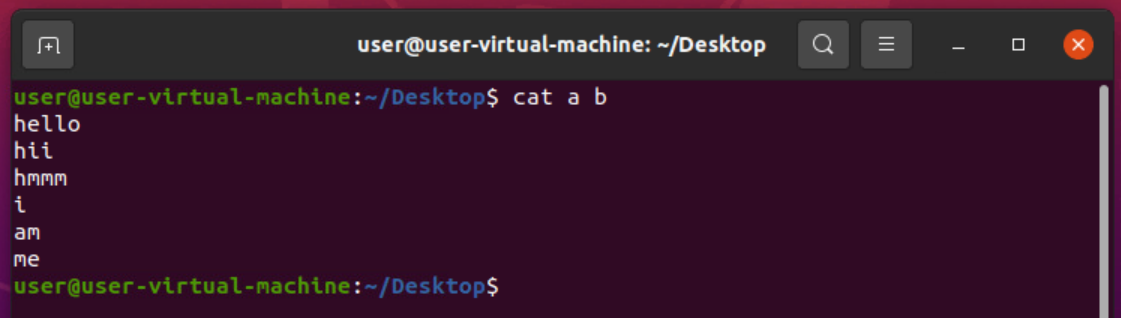 user@user-virtual-machine: ~/Desktop
user@user-virtual-machine:~/Desktop$ cat a b
hello
hii
hmmm
i
am
me
user@user-virtual-machine:~/Desktop$